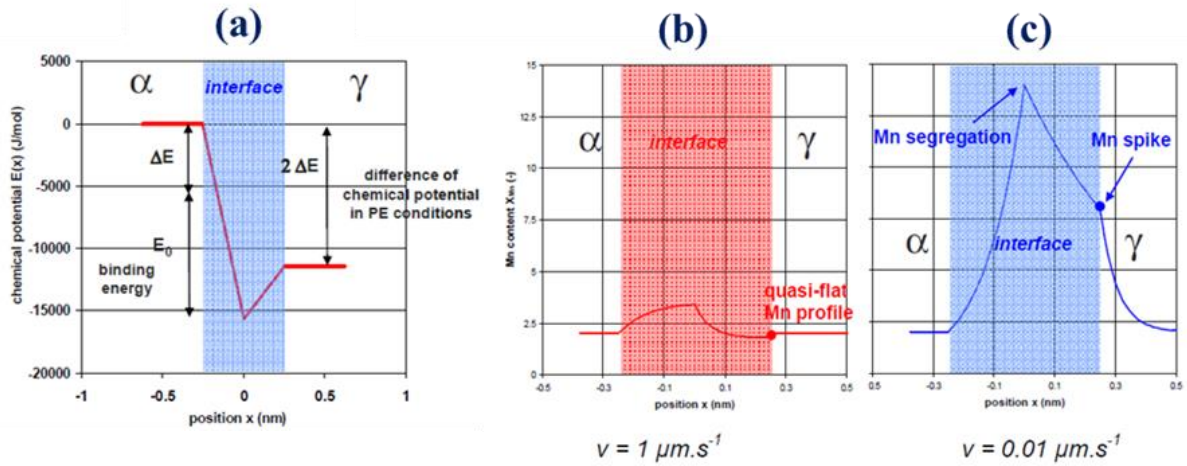 (a)
5000
0
-5000
-10000
-15000
-20000
chemical potential E(x) (J/mol)
α
interface
γ
ΔE
2 ΔE
difference of
chemical potential
in PE conditions
E₀
binding
energy
-1
-0.5
0
0.5
1
position x (nm)
(b)
15
12.5
10
7.5
5
2.5
0
Mn content XMn (-)
α
interface
γ
quasi-flat
Mn profile
-0.5
-0.3
-0.1
0.1
0.3
0.5
position x (nm)
v = 1 µm.s⁻¹
(c)
Mn segregation
Mn spike
α
interface
γ
0.5
-0.3
-0.1
0.1
0.3
0.5
position x (nm)
v = 0.01 µm.s⁻¹